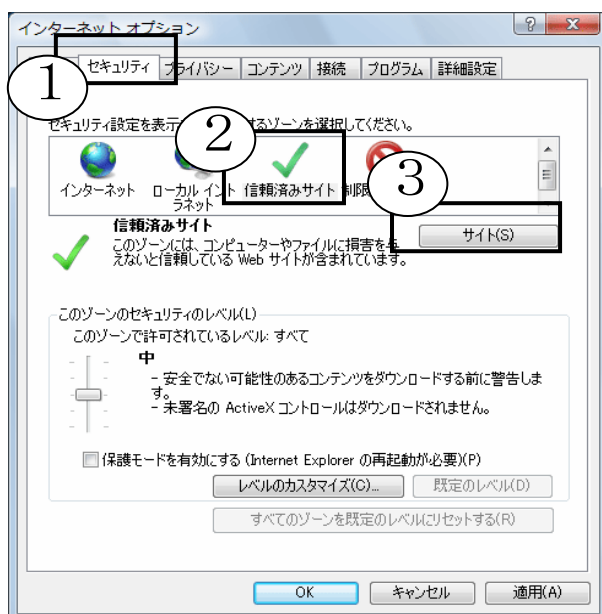 インターネット オプション
1
セキュリティ プライバシー コンテンツ 接続 プログラム 詳細設定
2
セキュリティ設定を表示 するゾーンを選択してください。
3
インターネット ローカル イントラネット 信頼済みサイト 制限
信頼済みサイト
サイト(S)
このゾーンには、コンピューターやファイルに損害を与
えないと信頼している Web サイトが含まれています。
このゾーンのセキュリティのレベル(L)
このゾーンで許可されているレベル: すべて
中
- 安全でない可能性のあるコンテンツをダウンロードする前に警告しま
す。
- 未署名の ActiveX コントロールはダウンロードされません。
保護モードを有効にする (Internet Explorer の再起動が必要)(P)
レベルのカスタマイズ(C)... 既定のレベル(D)
すべてのゾーンを既定のレベルにリセットする(R)
OK キャンセル 適用(A)